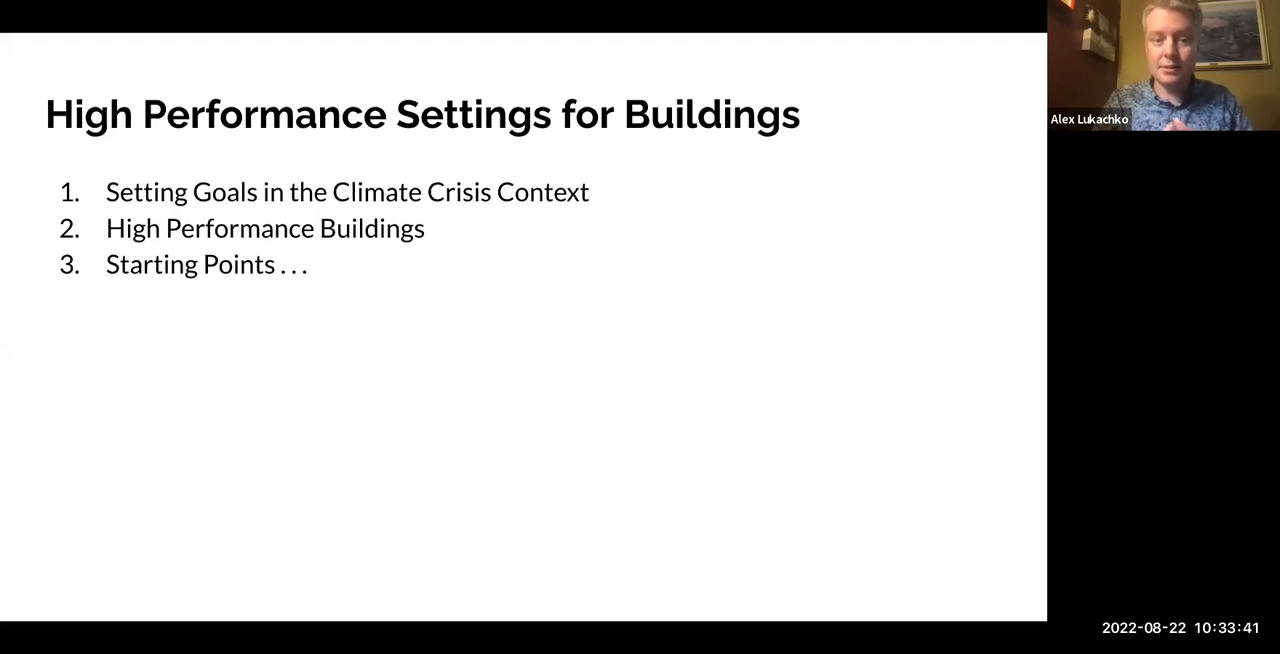 High Performance Settings for Buildings
1. Setting Goals in the Climate Crisis Context
2. High Performance Buildings
3. Starting Points . . .
Alex Lukachko
2022-08-22 10:33:41